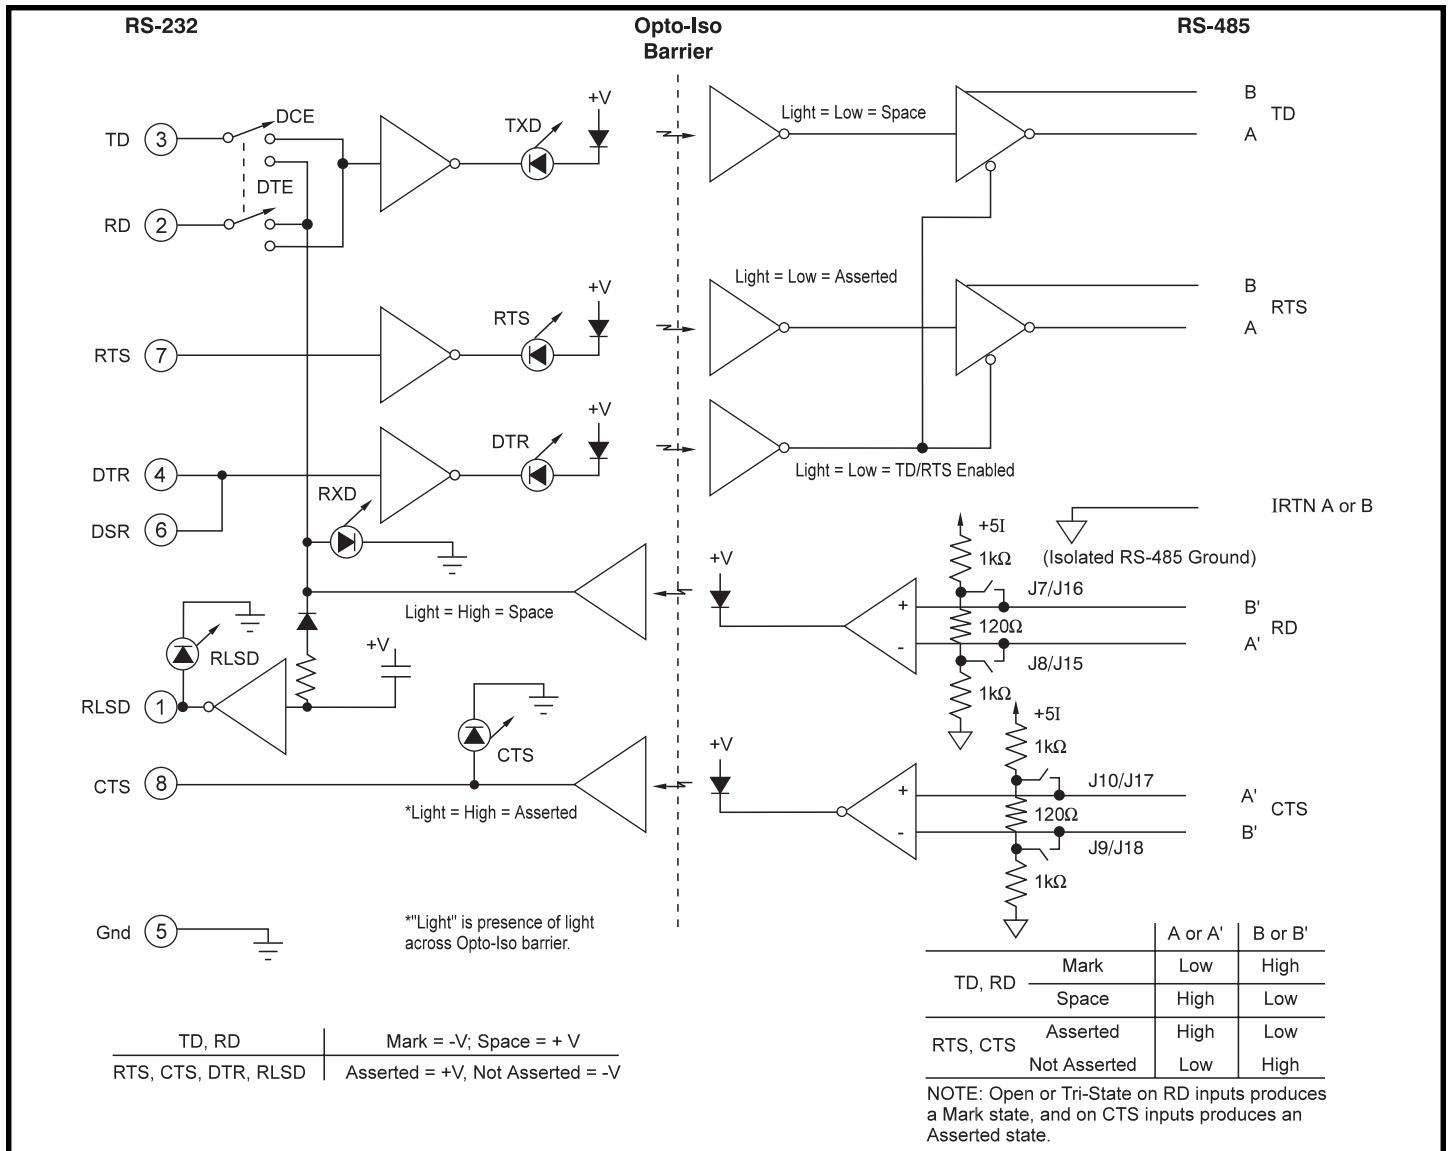 RS-232
Opto-Iso
Barrier
RS-485
DCE
TD 3
DTE
RD 2
TXD
+V
Light = Low = Space
B
TD
A
RTS 7
RTS
+V
Light = Low = Asserted
B
RTS
A
DTR 4
DSR 6
DTR
+V
Light = Low = TD/RTS Enabled
RXD
IRTN A or B
(Isolated RS-485 Ground)
Light = High = Space
+V
+
-
+5I
1kΩ
J7/J16
120Ω
J8/J15
1kΩ
B'
RD
A'
RLSD
+V
RLSD 1
CTS
CTS 8
*Light = High = Asserted
+V
+
-
+5I
1kΩ
J10/J17
120Ω
J9/J18
1kΩ
A'
CTS
B'
Gnd 5
*"Light" is presence of light
across Opto-Iso barrier.
TD, RD Mark = -V; Space = + V
RTS, CTS, DTR, RLSD Asserted = +V, Not Asserted = -V
A or A' B or B'
TD, RD
Mark Low High
Space High Low
RTS, CTS
Asserted High Low
Not Asserted Low High
NOTE: Open or Tri-State on RD inputs produces
a Mark state, and on CTS inputs produces an
Asserted state.